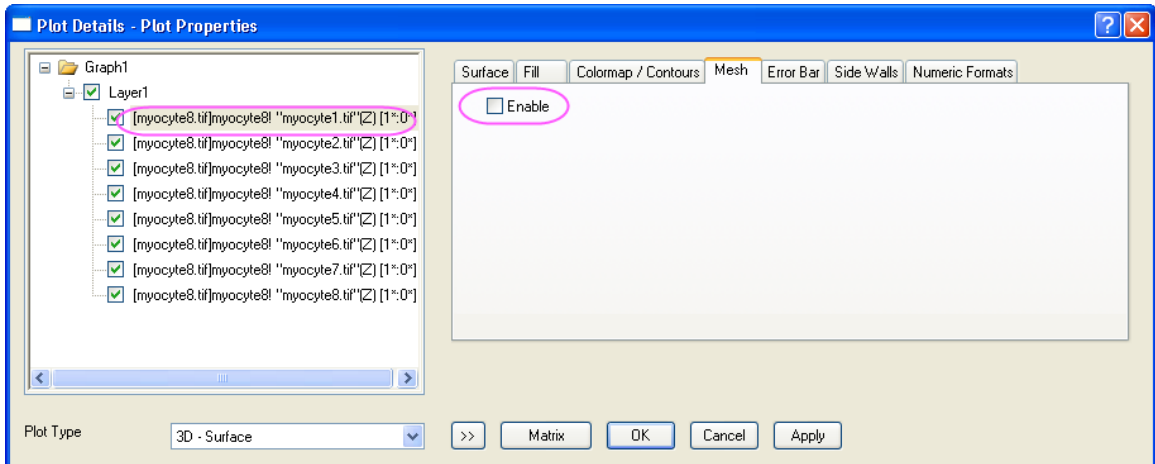 Plot Details - Plot Properties
Graph1
Layer1
[myocyte8.tif]myocyte8! "myocyte1.tif"(Z) [1*:0*]
[myocyte8.tif]myocyte8! "myocyte2.tif"(Z) [1*:0*]
[myocyte8.tif]myocyte8! "myocyte3.tif"(Z) [1*:0*]
[myocyte8.tif]myocyte8! "myocyte4.tif"(Z) [1*:0*]
[myocyte8.tif]myocyte8! "myocyte5.tif"(Z) [1*:0*]
[myocyte8.tif]myocyte8! "myocyte6.tif"(Z) [1*:0*]
[myocyte8.tif]myocyte8! "myocyte7.tif"(Z) [1*:0*]
[myocyte8.tif]myocyte8! "myocyte8.tif"(Z) [1*:0*]
Surface Fill Colormap / Contours Mesh Error Bar Side Walls Numeric Formats
Enable
Plot Type 3D - Surface >> Matrix OK Cancel Apply